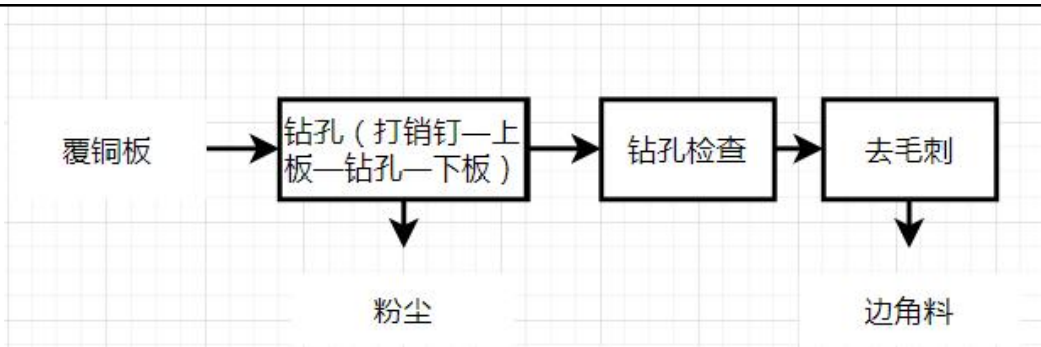 覆铜板
钻孔（打销钉—上
板—钻孔—下板）
钻孔检查
去毛刺
粉尘
边角料